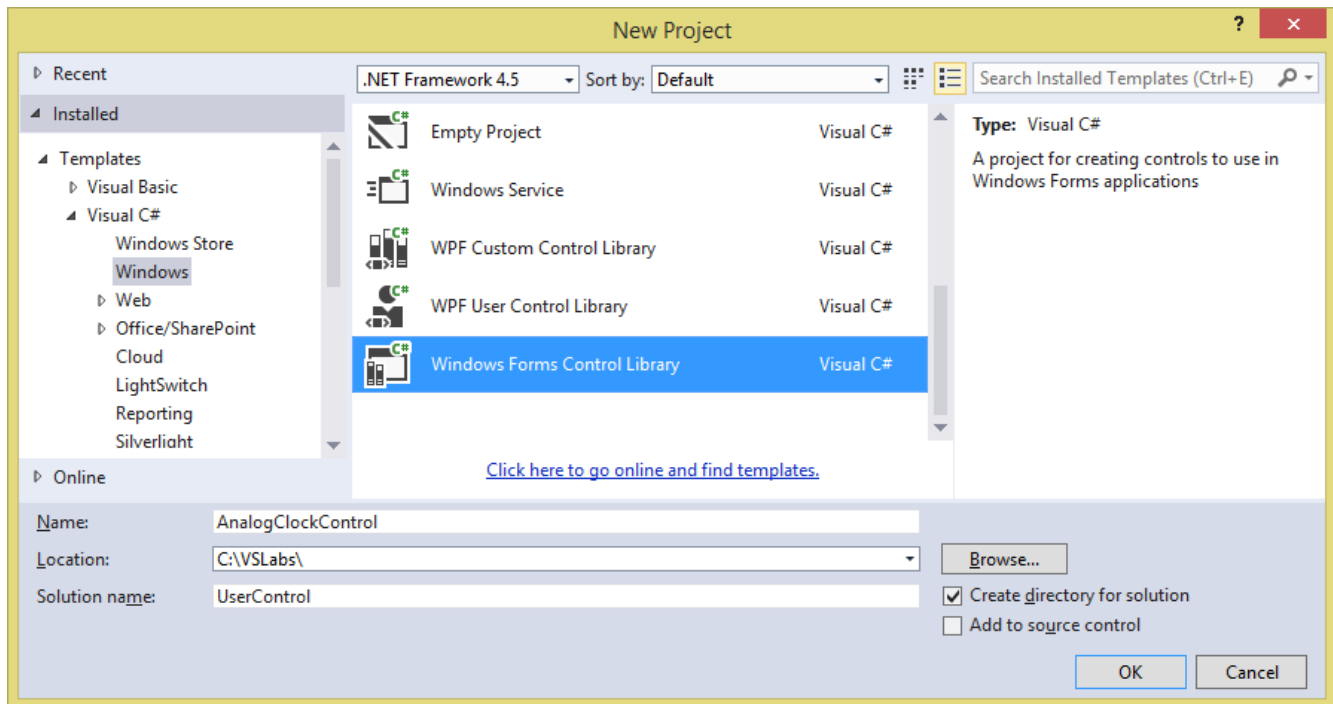 New Project
?
Recent
.NET Framework 4.5
Sort by:
Default
Search Installed Templates (Ctrl+E)
Installed
Templates
Visual Basic
Visual C#
Windows Store
Windows
Web
Office/SharePoint
Cloud
LightSwitch
Reporting
Silverlight
Online
C#
Empty Project
Visual C#
C#
Windows Service
Visual C#
C#
WPF Custom Control Library
Visual C#
C#
WPF User Control Library
Visual C#
C#
Windows Forms Control Library
Visual C#
Click here to go online and find templates.
Type: Visual C#
A project for creating controls to use in
Windows Forms applications
Name:
AnalogClockControl
Location:
C:\VSLabs\
Browse...
Solution name:
UserControl
Create directory for solution
Add to source control
OK
Cancel